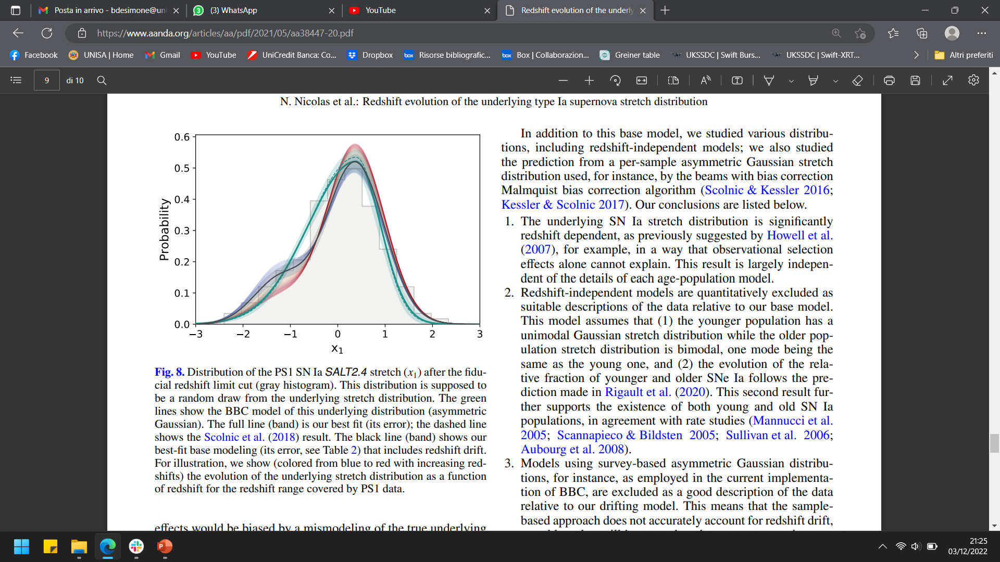 Posta in arrivo - bdesimone@un
(3) WhatsApp
YouTube
Redshift evolution of the underly
https://www.aanda.org/articles/aa/pdf/2021/05/aa38447-20.pdf
Facebook
UNISA | Home
Gmail
YouTube
UniCredit Banca: Co...
Dropbox
Risorse bibliografic...
Box | Collaborazion...
Greiner table
UKSSDC | Swift Burs...
UKSSDC | Swift-XRT...
Altri preferiti
9 di 10
N. Nicolas et al.: Redshift evolution of the underlying type Ia supernova stretch distribution
0.6
0.5
0.4
0.3
0.2
0.1
0.0
Probability
−3 −2 −1 0 1 2 3
x1
Fig. 8. Distribution of the PS1 SN Ia SALT2.4 stretch (x1) after the fidu-
cial redshift limit cut (gray histogram). This distribution is supposed to
be a random draw from the underlying stretch distribution. The green
lines show the BBC model of this underlying distribution (asymmetric
Gaussian). The full line (band) is our best fit (its error); the dashed line
shows the Scolnic et al. (2018) result. The black line (band) shows our
best-fit base modeling (its error, see Table 2) that includes redshift drift.
For illustration, we show (colored from blue to red with increasing red-
shifts) the evolution of the underlying stretch distribution as a function
of redshift for the redshift range covered by PS1 data.
effects would be biased by a mismodeling of the true underlying
In addition to this base model, we studied various distribu-
tions, including redshift-independent models; we also studied
the prediction from a per-sample asymmetric Gaussian stretch
distribution used, for instance, by the beams with bias correction
Malmquist bias correction algorithm (Scolnic & Kessler 2016;
Kessler & Scolnic 2017). Our conclusions are listed below.
1. The underlying SN Ia stretch distribution is significantly
redshift dependent, as previously suggested by Howell et al.
(2007), for example, in a way that observational selection
effects alone cannot explain. This result is largely indepen-
dent of the details of each age-population model.
2. Redshift-independent models are quantitatively excluded as
suitable descriptions of the data relative to our base model.
This model assumes that (1) the younger population has a
unimodal Gaussian stretch distribution while the older pop-
ulation stretch distribution is bimodal, one mode being the
same as the young one, and (2) the evolution of the rela-
tive fraction of younger and older SNe Ia follows the pre-
diction made in Rigault et al. (2020). This second result fur-
ther supports the existence of both young and old SN Ia
populations, in agreement with rate studies (Mannucci et al.
2005; Scannapieco & Bildsten 2005; Sullivan et al. 2006;
Aubourg et al. 2008).
3. Models using survey-based asymmetric Gaussian distribu-
tions, for instance, as employed in the current implementa-
tion of BBC, are excluded as a good description of the data
relative to our drifting model. This means that the sample-
based approach does not accurately account for redshift drift,
21:25
03/12/2022